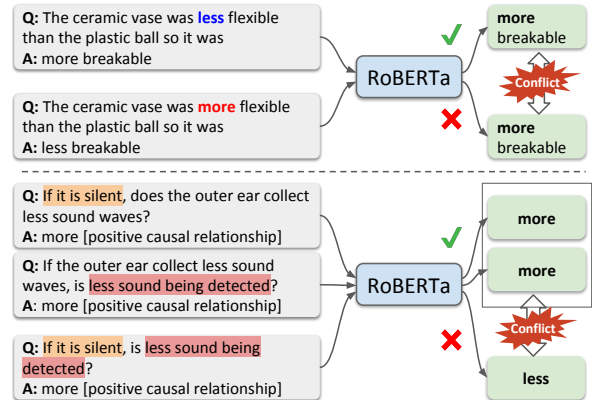 Q: The ceramic vase was less flexible
than the plastic ball so it was
A: more breakable
Q: The ceramic vase was more flexible
than the plastic ball so it was
A: less breakable
RoBERTa
more
breakable
Conflict
more
breakable
Q: If it is silent, does the outer ear collect
less sound waves?
A: more [positive causal relationship]
Q: If the outer ear collect less sound
waves, is less sound being detected?
A: more [positive causal relationship]
Q: If it is silent, is less sound being
detected?
A: more [positive causal relationship]
RoBERTa
more
more
Conflict
less